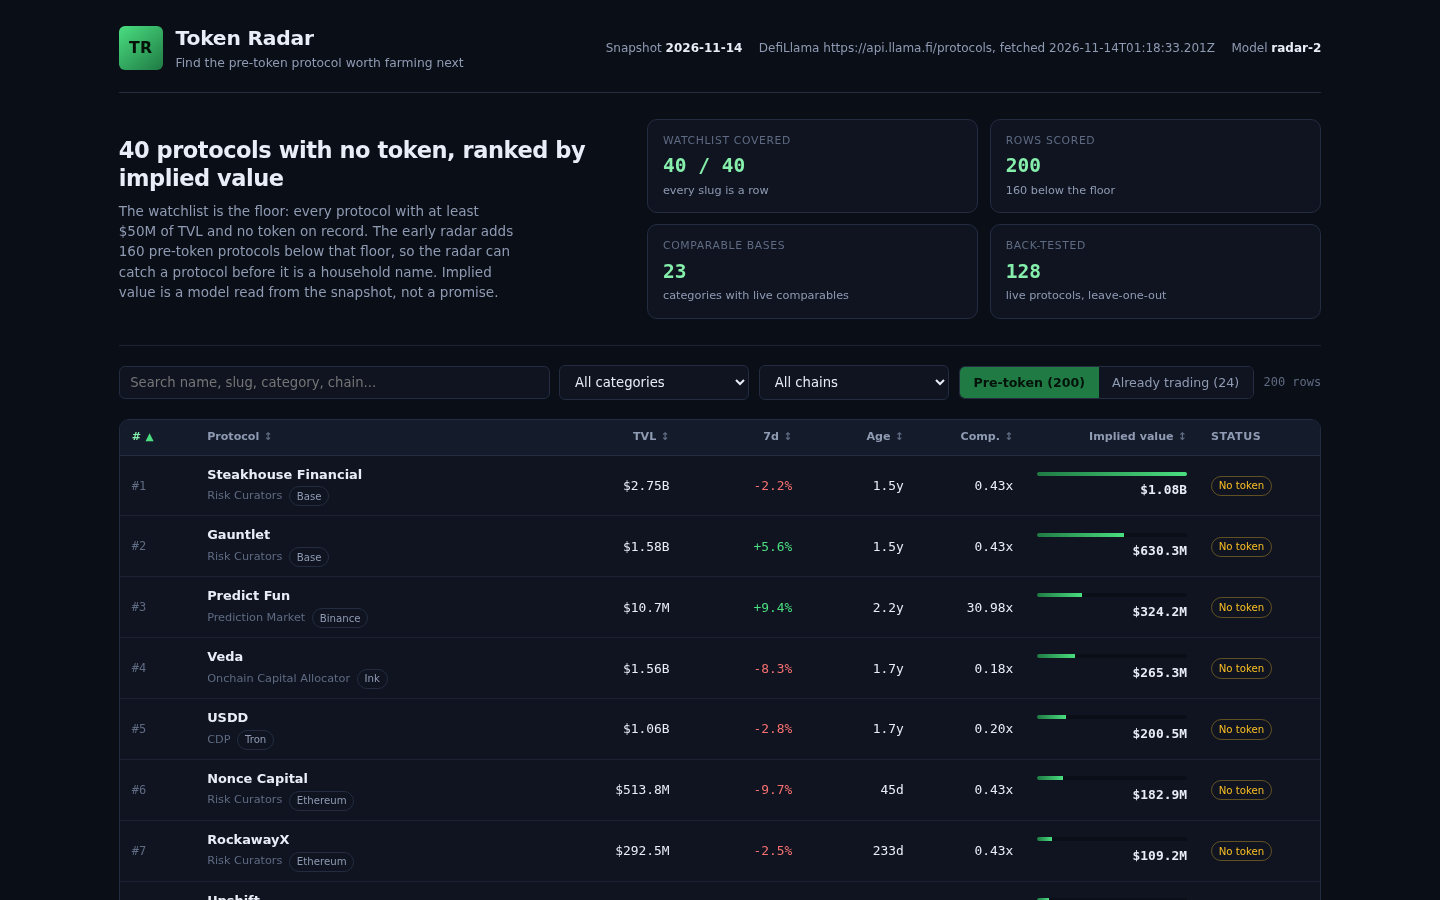 TR
Token Radar
Find the pre-token protocol worth farming next
Snapshot 2026-11-14 DefiLlama https://api.llama.fi/protocols, fetched 2026-11-14T01:18:33.201Z Model radar-2
40 protocols with no token, ranked by
implied value
The watchlist is the floor: every protocol with at least
$50M of TVL and no token on record. The early radar adds
160 pre-token protocols below that floor, so the radar can
catch a protocol before it is a household name. Implied
value is a model read from the snapshot, not a promise.
WATCHLIST COVERED
40 / 40
every slug is a row
ROWS SCORED
200
160 below the floor
COMPARABLE BASES
23
categories with live comparables
BACK-TESTED
128
live protocols, leave-one-out
Search name, slug, category, chain... All categories All chains Pre-token (200) Already trading (24) 200 rows
# ▲ Protocol ↕ TVL ↕ 7d ↕ Age ↕ Comp. ↕ Implied value ↕ STATUS
#1 Steakhouse Financial $2.75B -2.2% 1.5y 0.43x $1.08B No token
Risk Curators Base
#2 Gauntlet $1.58B +5.6% 1.5y 0.43x $630.3M No token
Risk Curators Base
#3 Predict Fun $10.7M +9.4% 2.2y 30.98x $324.2M No token
Prediction Market Binance
#4 Veda $1.56B -8.3% 1.7y 0.18x $265.3M No token
Onchain Capital Allocator Ink
#5 USDD $1.06B -2.8% 1.7y 0.20x $200.5M No token
CDP Tron
#6 Nonce Capital $513.8M -9.7% 45d 0.43x $182.9M No token
Risk Curators Ethereum
#7 RockawayX $292.5M -2.5% 233d 0.43x $109.2M No token
Risk Curators Ethereum
Upshift